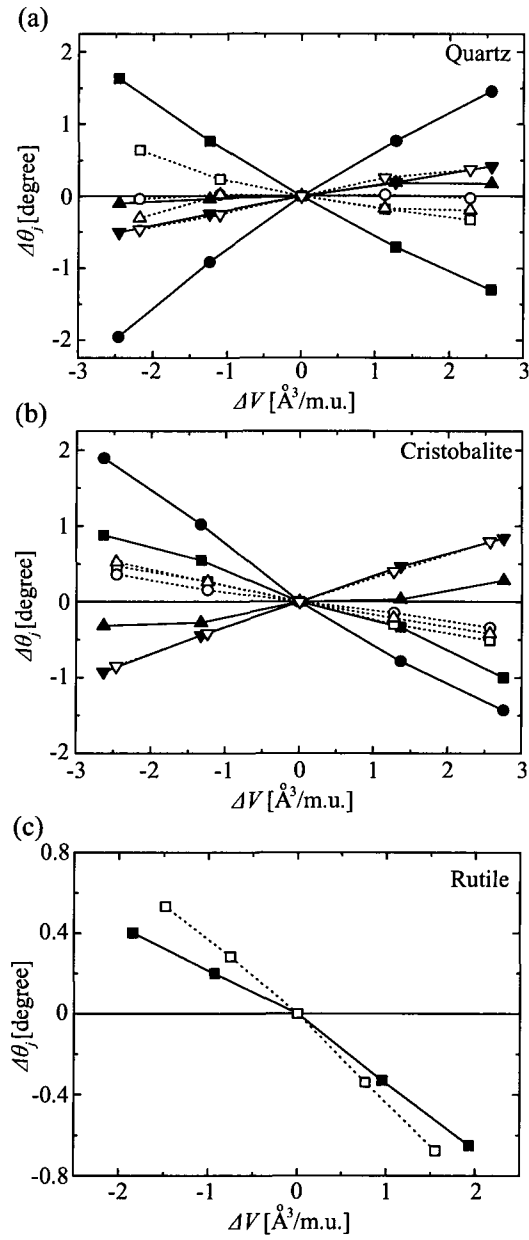 (a)
Quartz
2
1
0
-1
-2
Δθj [degree]
-3 -2 -1 0 1 2 3
ΔV [Å³/m.u.]
(b)
Cristobalite
2
1
0
-1
-2
Δθj [degree]
-3 -2 -1 0 1 2 3
ΔV [Å³/m.u.]
(c)
Rutile
0.8
0.4
0
-0.4
-0.8
Δθj [degree]
-2 -1 0 1 2
ΔV [Å³/m.u.]